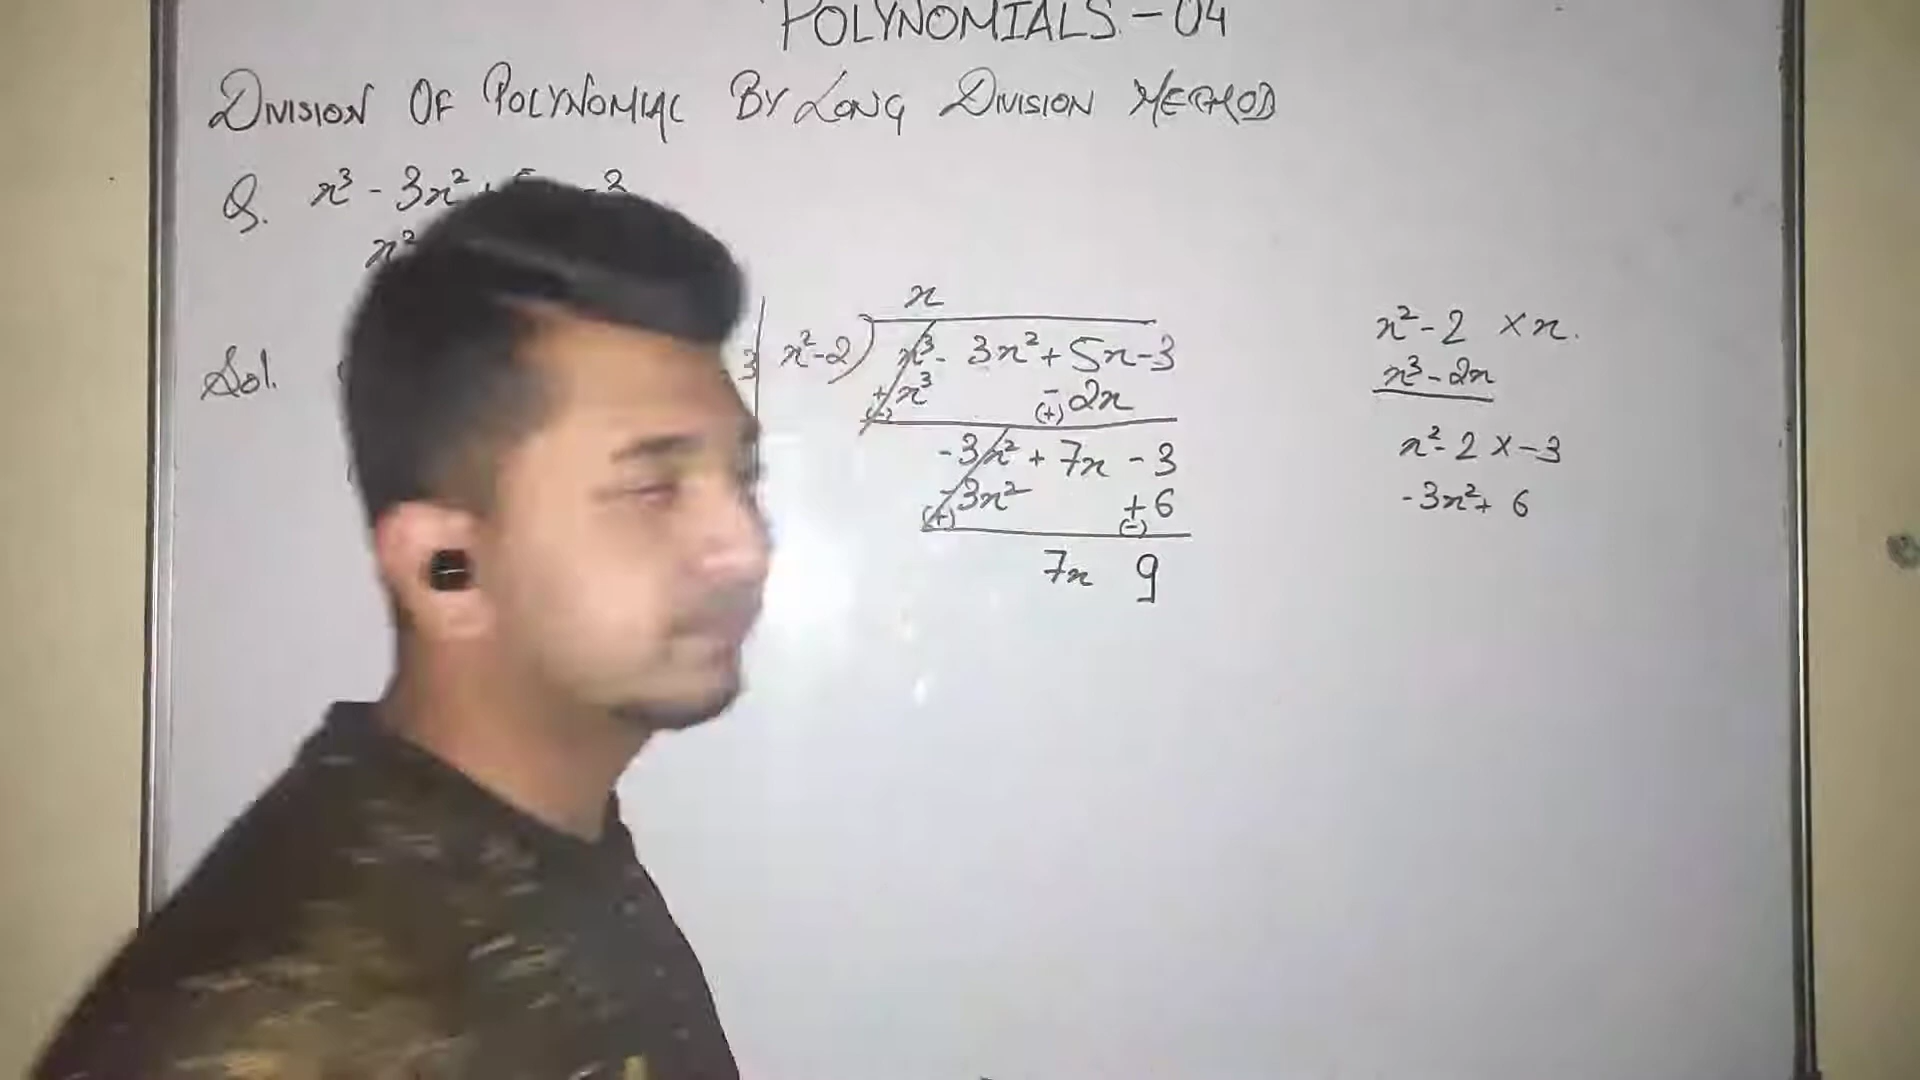 POLYNOMIALS - 04
DIVISION OF POLYNOMIAL BY LONG DIVISION METHOD
Q. x³ - 3x² - 3
x²
Sol.
x
3 x²-2) x³ - 3x² + 5x - 3
+ x³ - 2x
(-) (+)
-3x² + 7x - 3
-3x² + 6
(+) (-)
7x 9
x² - 2 × x.
x³ - 2x
x² - 2 × -3
-3x² + 6